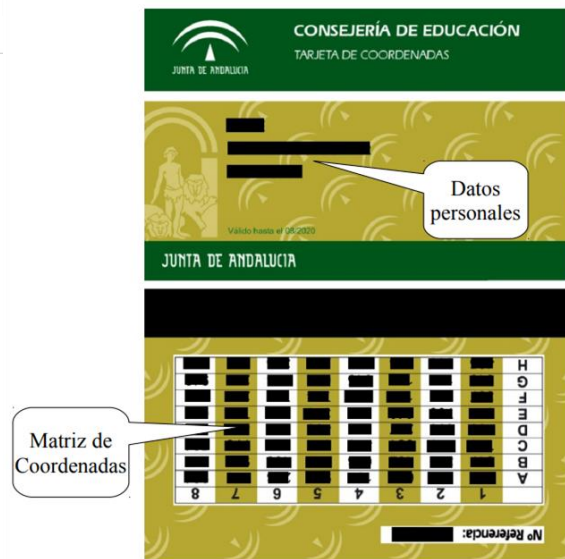 CONSEJERÍA DE EDUCACIÓN
TARJETA DE COORDENADAS
JUNTA DE ANDALUCIA
Datos
personales
Válido hasta el 08/2020
JUNTA DE ANDALUCIA
Matriz de
Coordenadas
Nº Referencia:
1 2 3 4 5 6 7 8
A
B
C
D
E
F
G
H